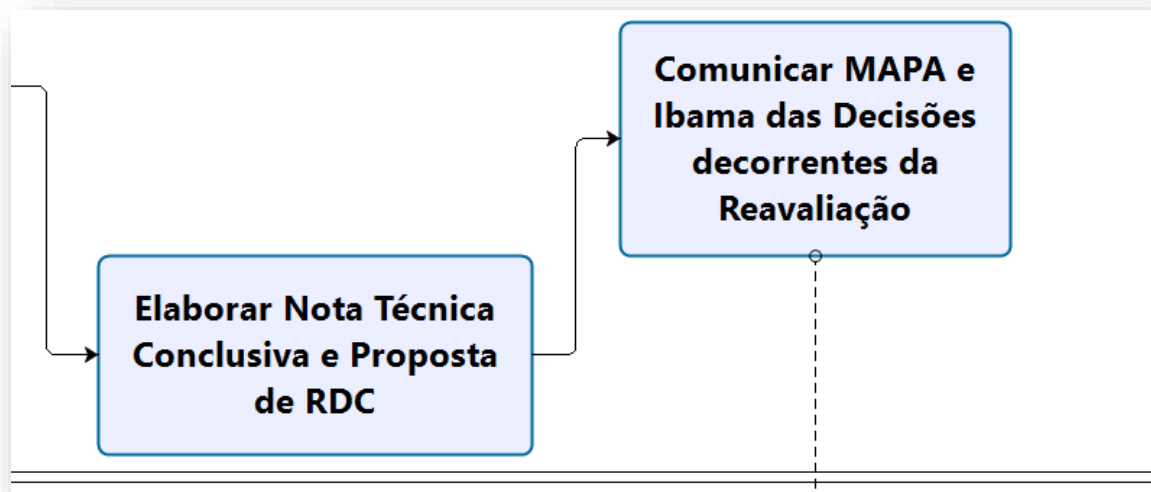 Comunicar MAPA e
Ibama das Decisões
decorrentes da
Reavaliação
Elaborar Nota Técnica
Conclusiva e Proposta
de RDC